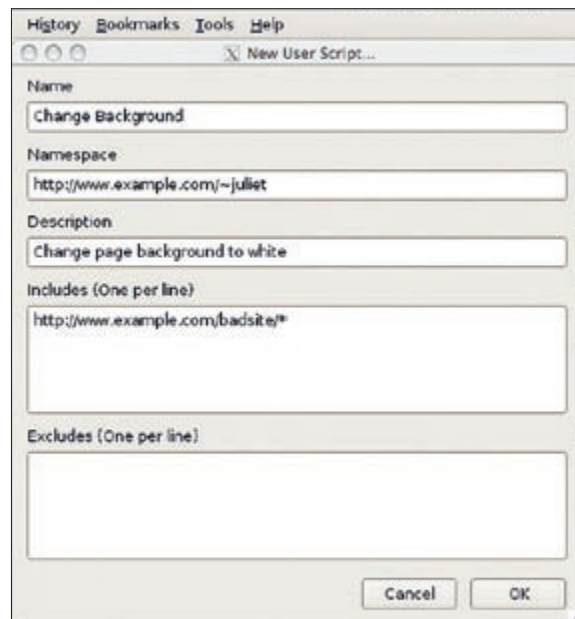 History Bookmarks Tools Help
New User Script...
Name
Change Background
Namespace
http://www.example.com/~juliet
Description
Change page background to white
Includes (One per line)
http://www.example.com/badsite/*
Excludes (One per line)
Cancel OK